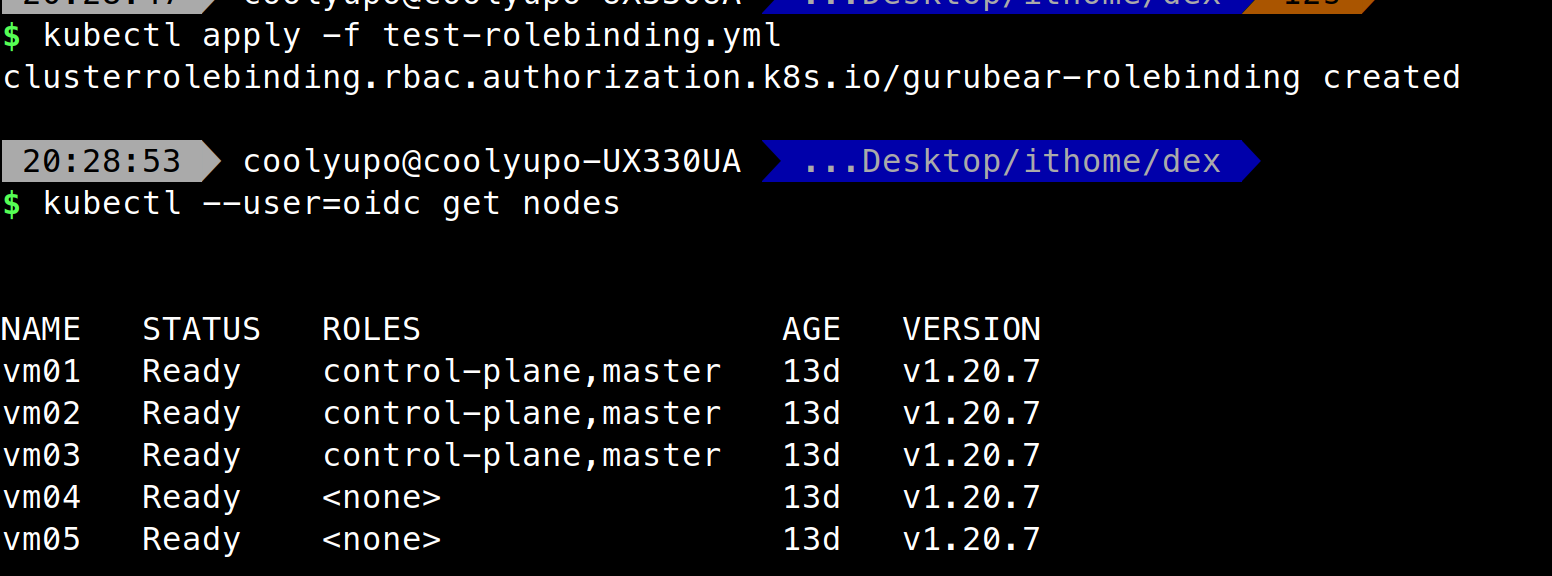 20:28:47 coolyupo@coolyupo-UX330UA ...Desktop/ithome/dex 12s
$ kubectl apply -f test-rolebinding.yml
clusterrolebinding.rbac.authorization.k8s.io/gurubear-rolebinding created
20:28:53 coolyupo@coolyupo-UX330UA ...Desktop/ithome/dex
$ kubectl --user=oidc get nodes
NAME STATUS ROLES AGE VERSION
vm01 Ready control-plane,master 13d v1.20.7
vm02 Ready control-plane,master 13d v1.20.7
vm03 Ready control-plane,master 13d v1.20.7
vm04 Ready <none> 13d v1.20.7
vm05 Ready <none> 13d v1.20.7